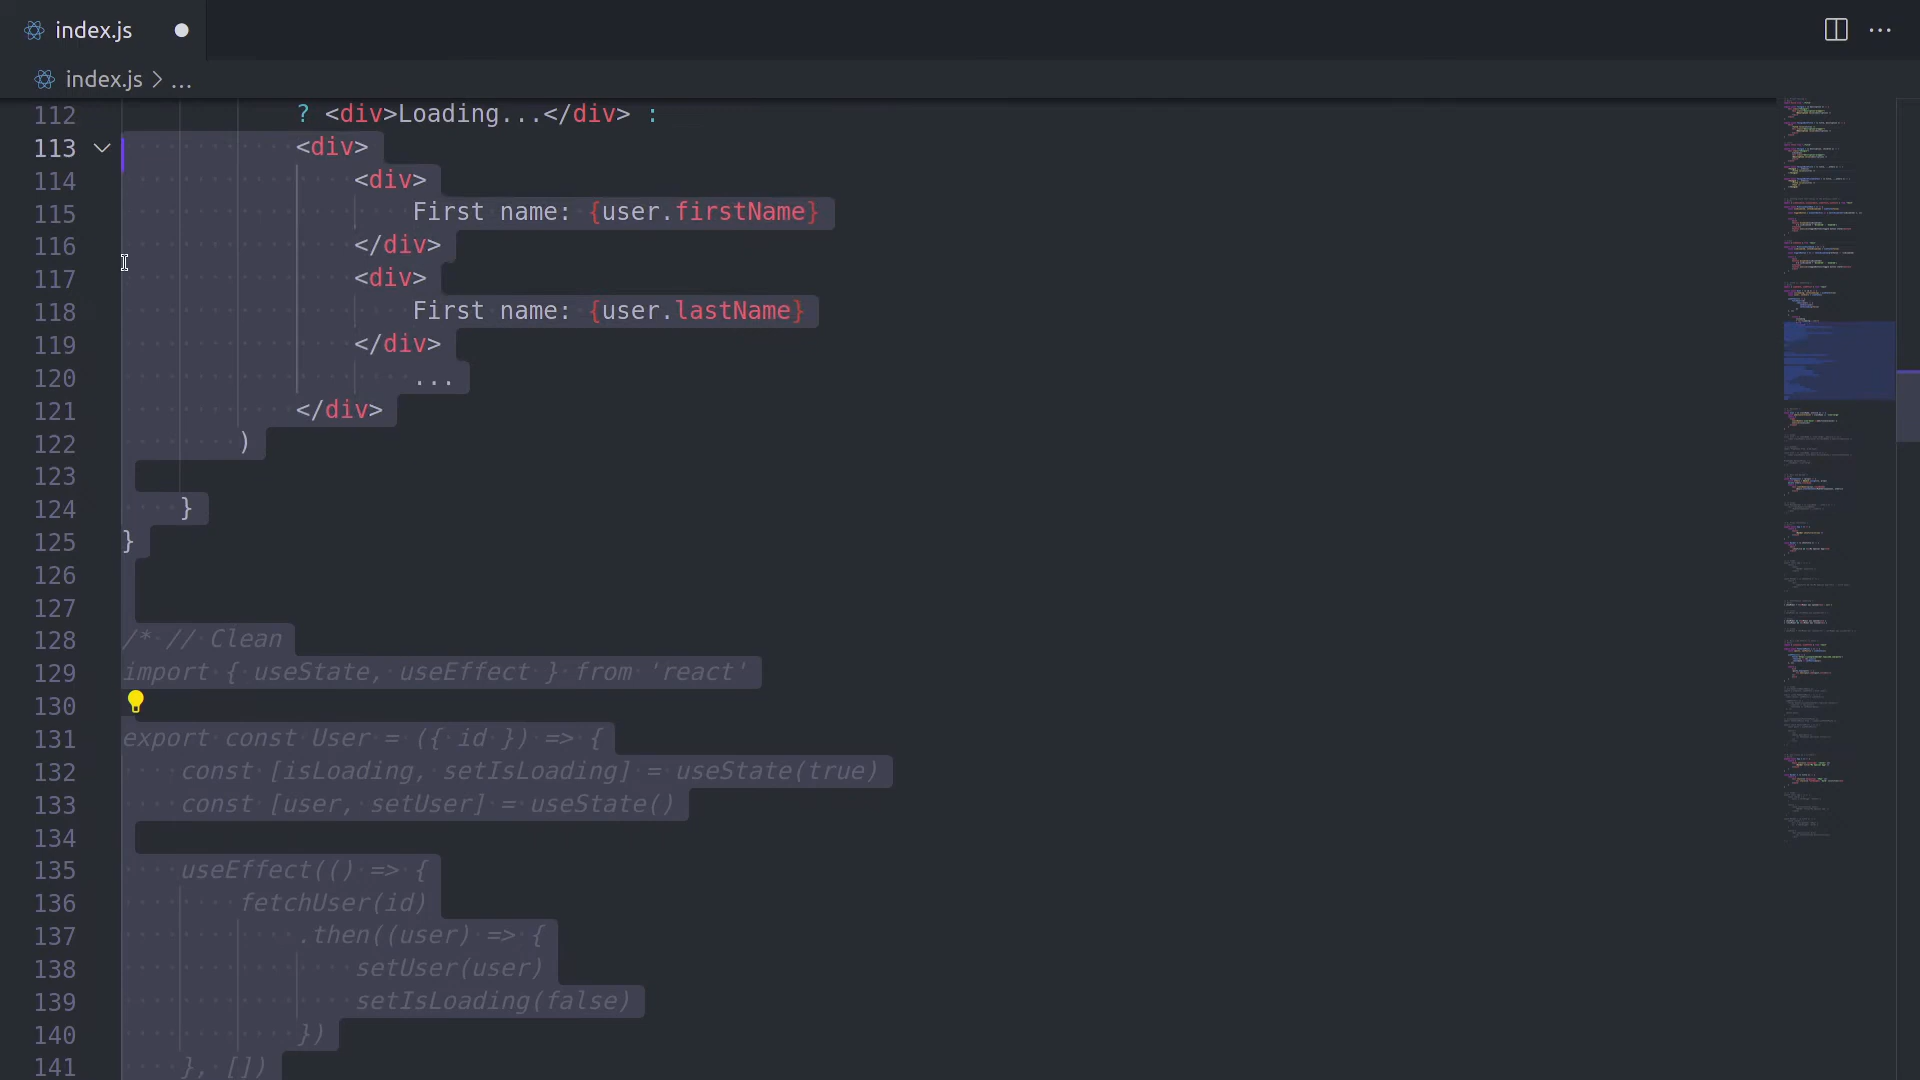 index.js
index.js > ...
112 ? <div>Loading...</div> :
113 <div>
114 <div>
115 First name: {user.firstName}
116 </div>
117 <div>
118 First name: {user.lastName}
119 </div>
120 ...
121 </div>
122 )
123
124 }
125 }
126
127
128 /* // Clean
129 import { useState, useEffect } from 'react'
130
131 export const User = ({ id }) => {
132 const [isLoading, setIsLoading] = useState(true)
133 const [user, setUser] = useState()
134
135 useEffect(() => {
136 fetchUser(id)
137 .then((user) => {
138 setUser(user)
139 setIsLoading(false)
140 })
141 }, [])